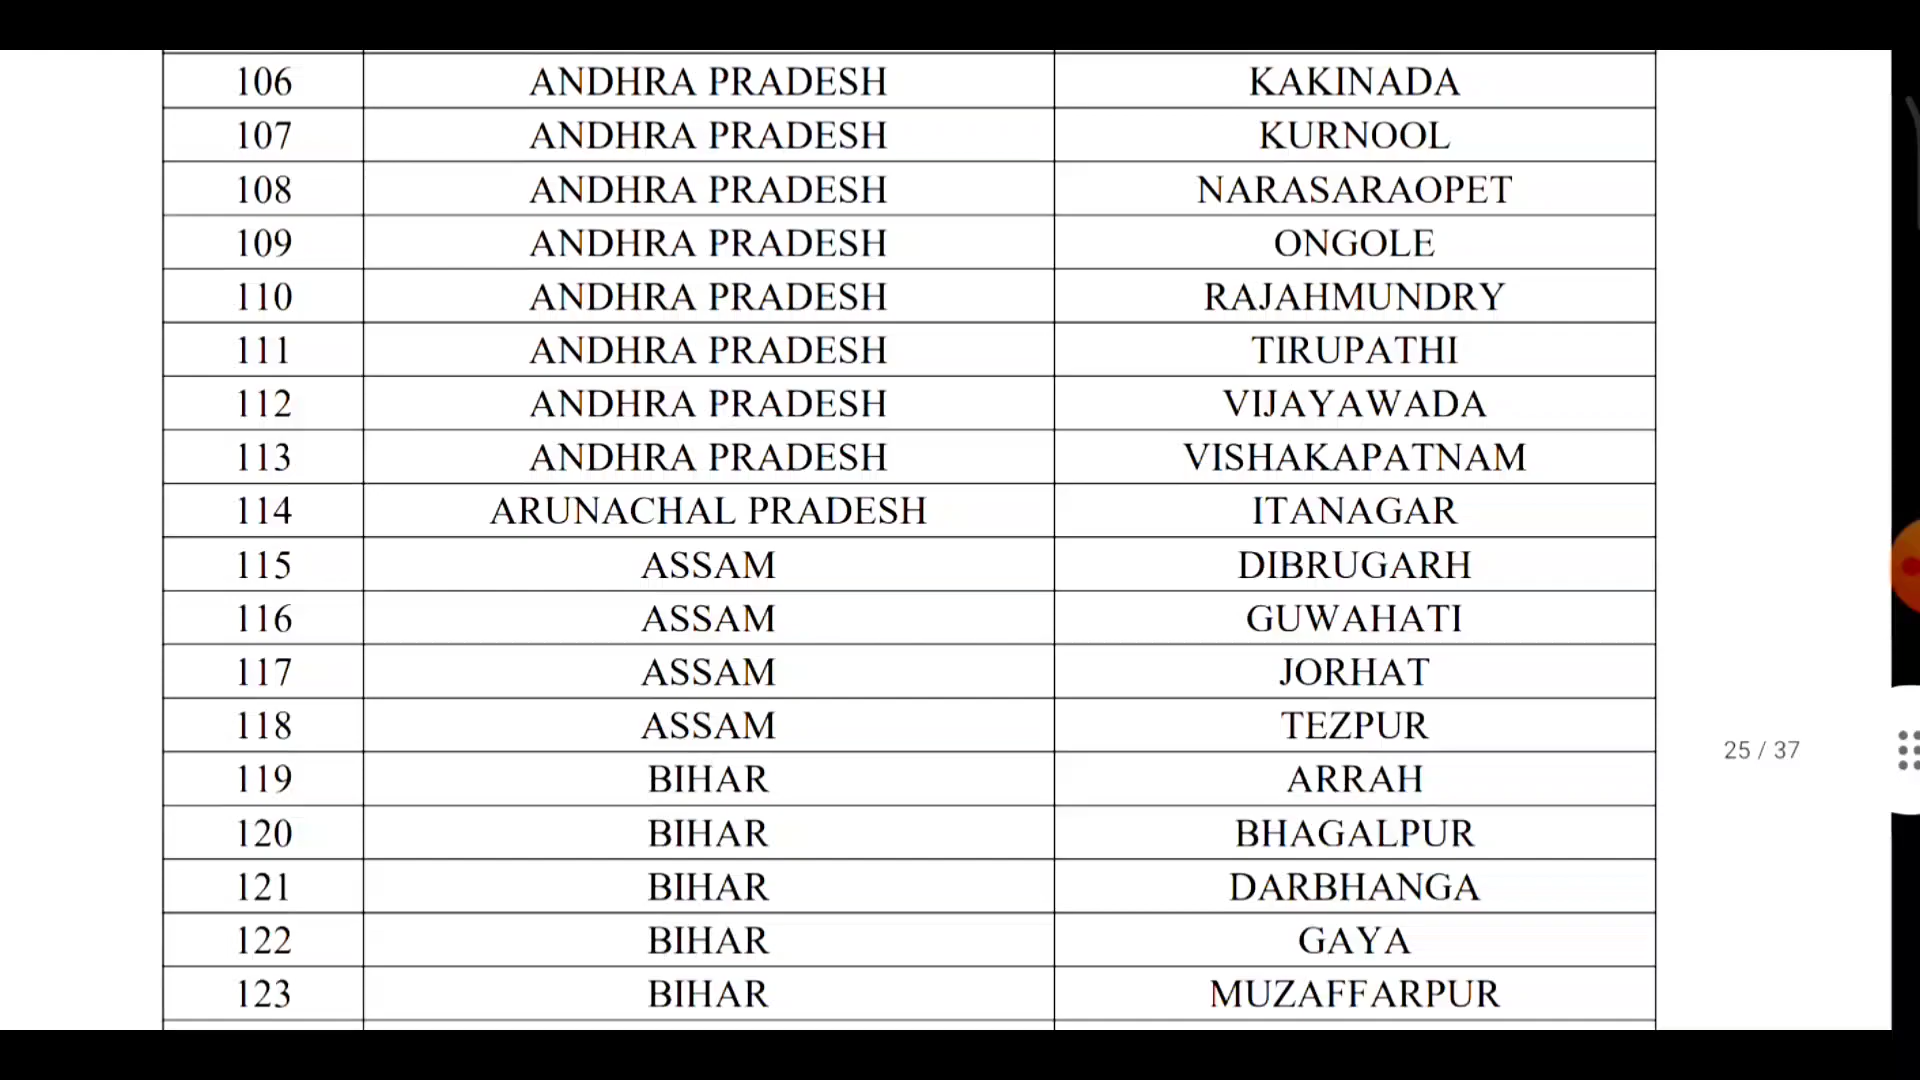 106 ANDHRA PRADESH KAKINADA
107 ANDHRA PRADESH KURNOOL
108 ANDHRA PRADESH NARASARAOPET
109 ANDHRA PRADESH ONGOLE
110 ANDHRA PRADESH RAJAHMUNDRY
111 ANDHRA PRADESH TIRUPATHI
112 ANDHRA PRADESH VIJAYAWADA
113 ANDHRA PRADESH VISHAKAPATNAM
114 ARUNACHAL PRADESH ITANAGAR
115 ASSAM DIBRUGARH
116 ASSAM GUWAHATI
117 ASSAM JORHAT
118 ASSAM TEZPUR
25 / 37
119 BIHAR ARRAH
120 BIHAR BHAGALPUR
121 BIHAR DARBHANGA
122 BIHAR GAYA
123 BIHAR MUZAFFARPUR